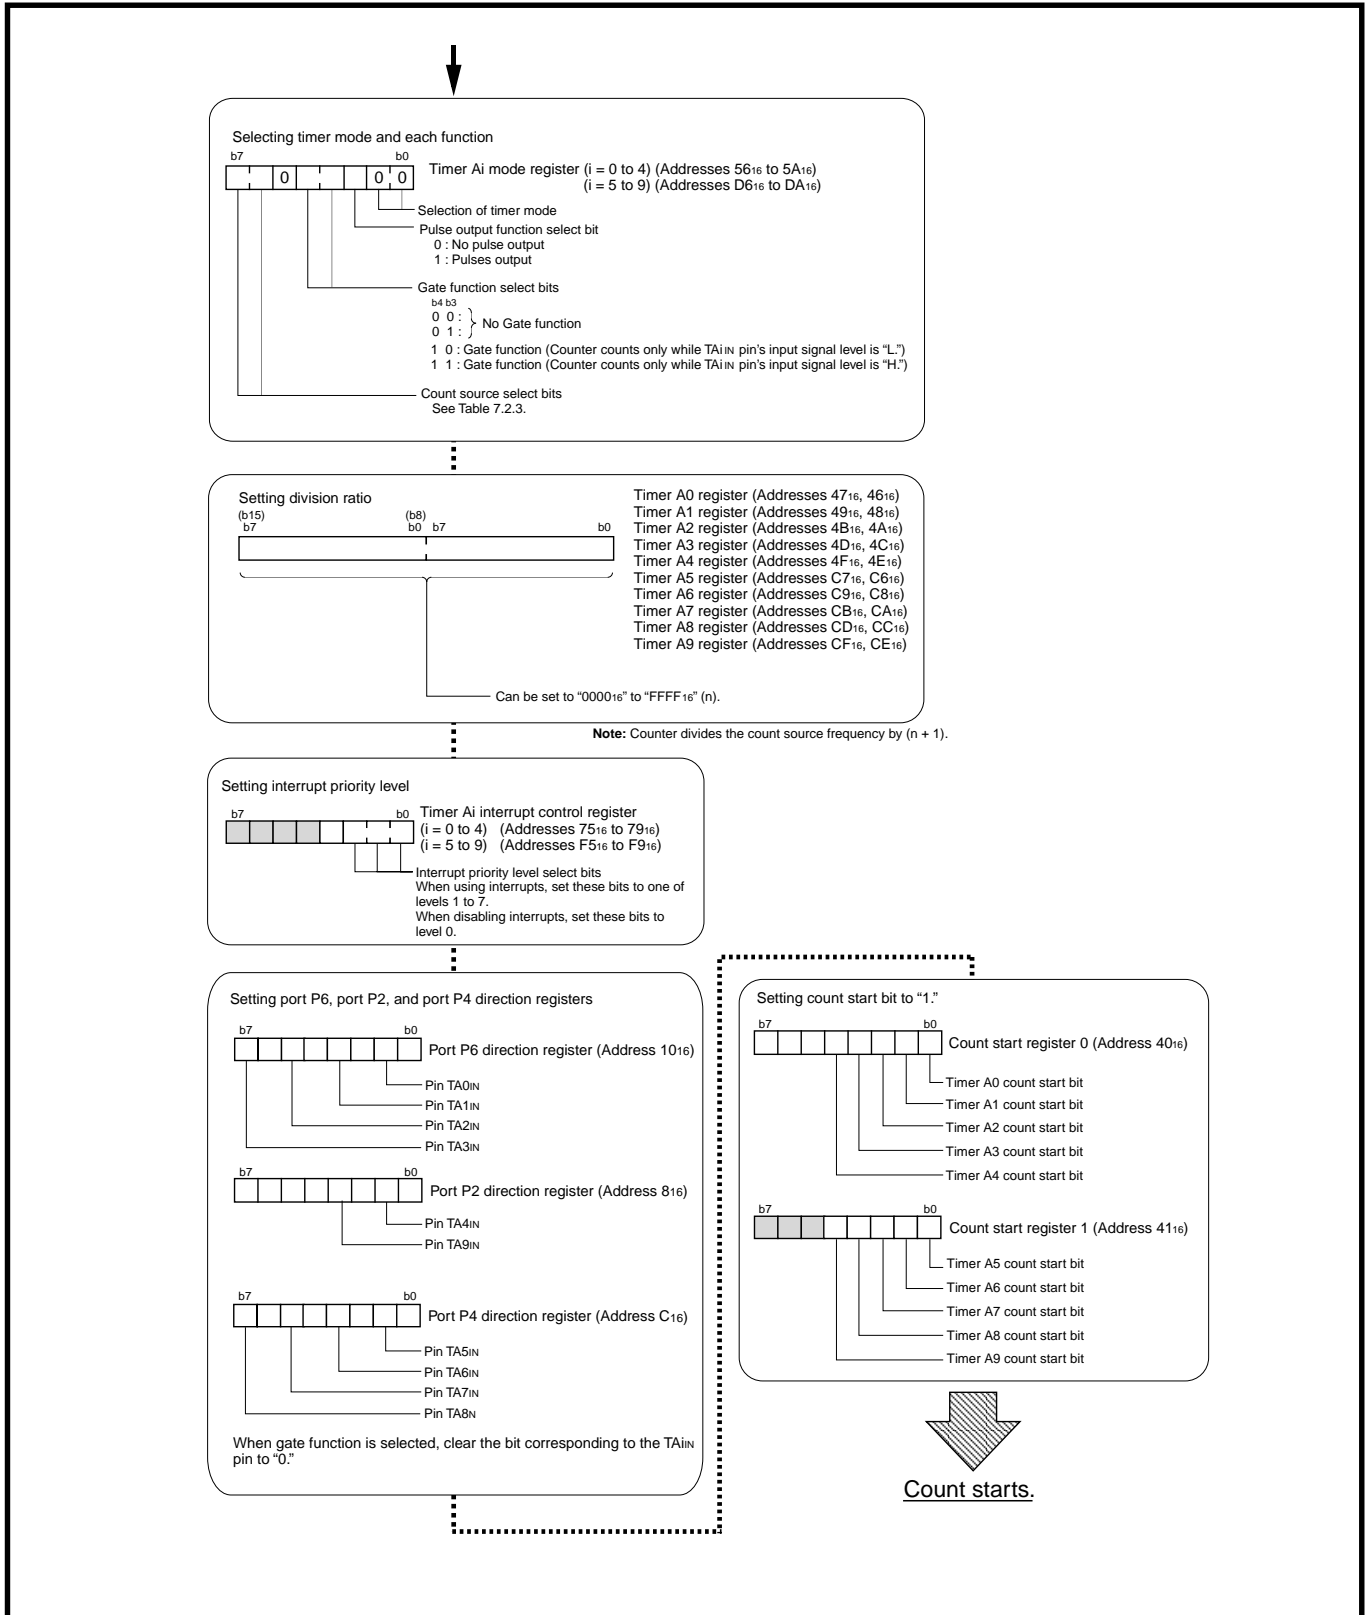 Selecting timer mode and each function
b7 b0
0 0 0
Timer Ai mode register (i = 0 to 4) (Addresses 5616 to 5A16)
(i = 5 to 9) (Addresses D616 to DA16)
Selection of timer mode
Pulse output function select bit
0 : No pulse output
1 : Pulses output
Gate function select bits
b4 b3
0 0 :
0 1 :
No Gate function
1 0 : Gate function (Counter counts only while TAiIN pin's input signal level is “L.”)
1 1 : Gate function (Counter counts only while TAiIN pin's input signal level is “H.”)
Count source select bits
See Table 7.2.3.
Setting division ratio
(b15) (b8)
b7 b0 b7 b0
Timer A0 register (Addresses 4716, 4616)
Timer A1 register (Addresses 4916, 4816)
Timer A2 register (Addresses 4B16, 4A16)
Timer A3 register (Addresses 4D16, 4C16)
Timer A4 register (Addresses 4F16, 4E16)
Timer A5 register (Addresses C716, C616)
Timer A6 register (Addresses C916, C816)
Timer A7 register (Addresses CB16, CA16)
Timer A8 register (Addresses CD16, CC16)
Timer A9 register (Addresses CF16, CE16)
Can be set to “000016” to “FFFF16” (n).
Note: Counter divides the count source frequency by (n + 1).
Setting interrupt priority level
b7 b0
Timer Ai interrupt control register
(i = 0 to 4) (Addresses 7516 to 7916)
(i = 5 to 9) (Addresses F516 to F916)
Interrupt priority level select bits
When using interrupts, set these bits to one of
levels 1 to 7.
When disabling interrupts, set these bits to
level 0.
Setting port P6, port P2, and port P4 direction registers
b7 b0
Port P6 direction register (Address 1016)
Pin TA0IN
Pin TA1IN
Pin TA2IN
Pin TA3IN
b7 b0
Port P2 direction register (Address 816)
Pin TA4IN
Pin TA9IN
b7 b0
Port P4 direction register (Address C16)
Pin TA5IN
Pin TA6IN
Pin TA7IN
Pin TA8N
When gate function is selected, clear the bit corresponding to the TAiIN
pin to “0.”
Setting count start bit to “1.”
b7 b0
Count start register 0 (Address 4016)
Timer A0 count start bit
Timer A1 count start bit
Timer A2 count start bit
Timer A3 count start bit
Timer A4 count start bit
b7 b0
Count start register 1 (Address 4116)
Timer A5 count start bit
Timer A6 count start bit
Timer A7 count start bit
Timer A8 count start bit
Timer A9 count start bit
Count starts.